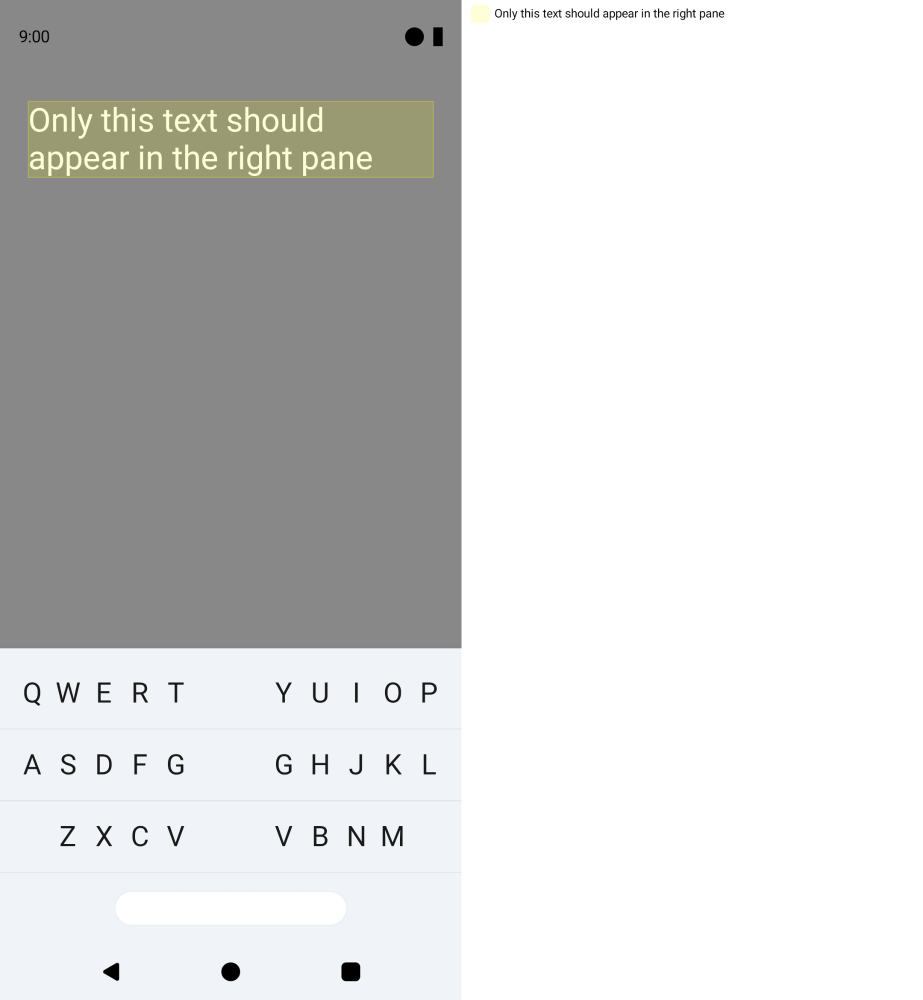 9:00
Only this text should
appear in the right pane
Q W E R T Y U I O P
A S D F G G H J K L
Z X C V V B N M
Only this text should appear in the right pane